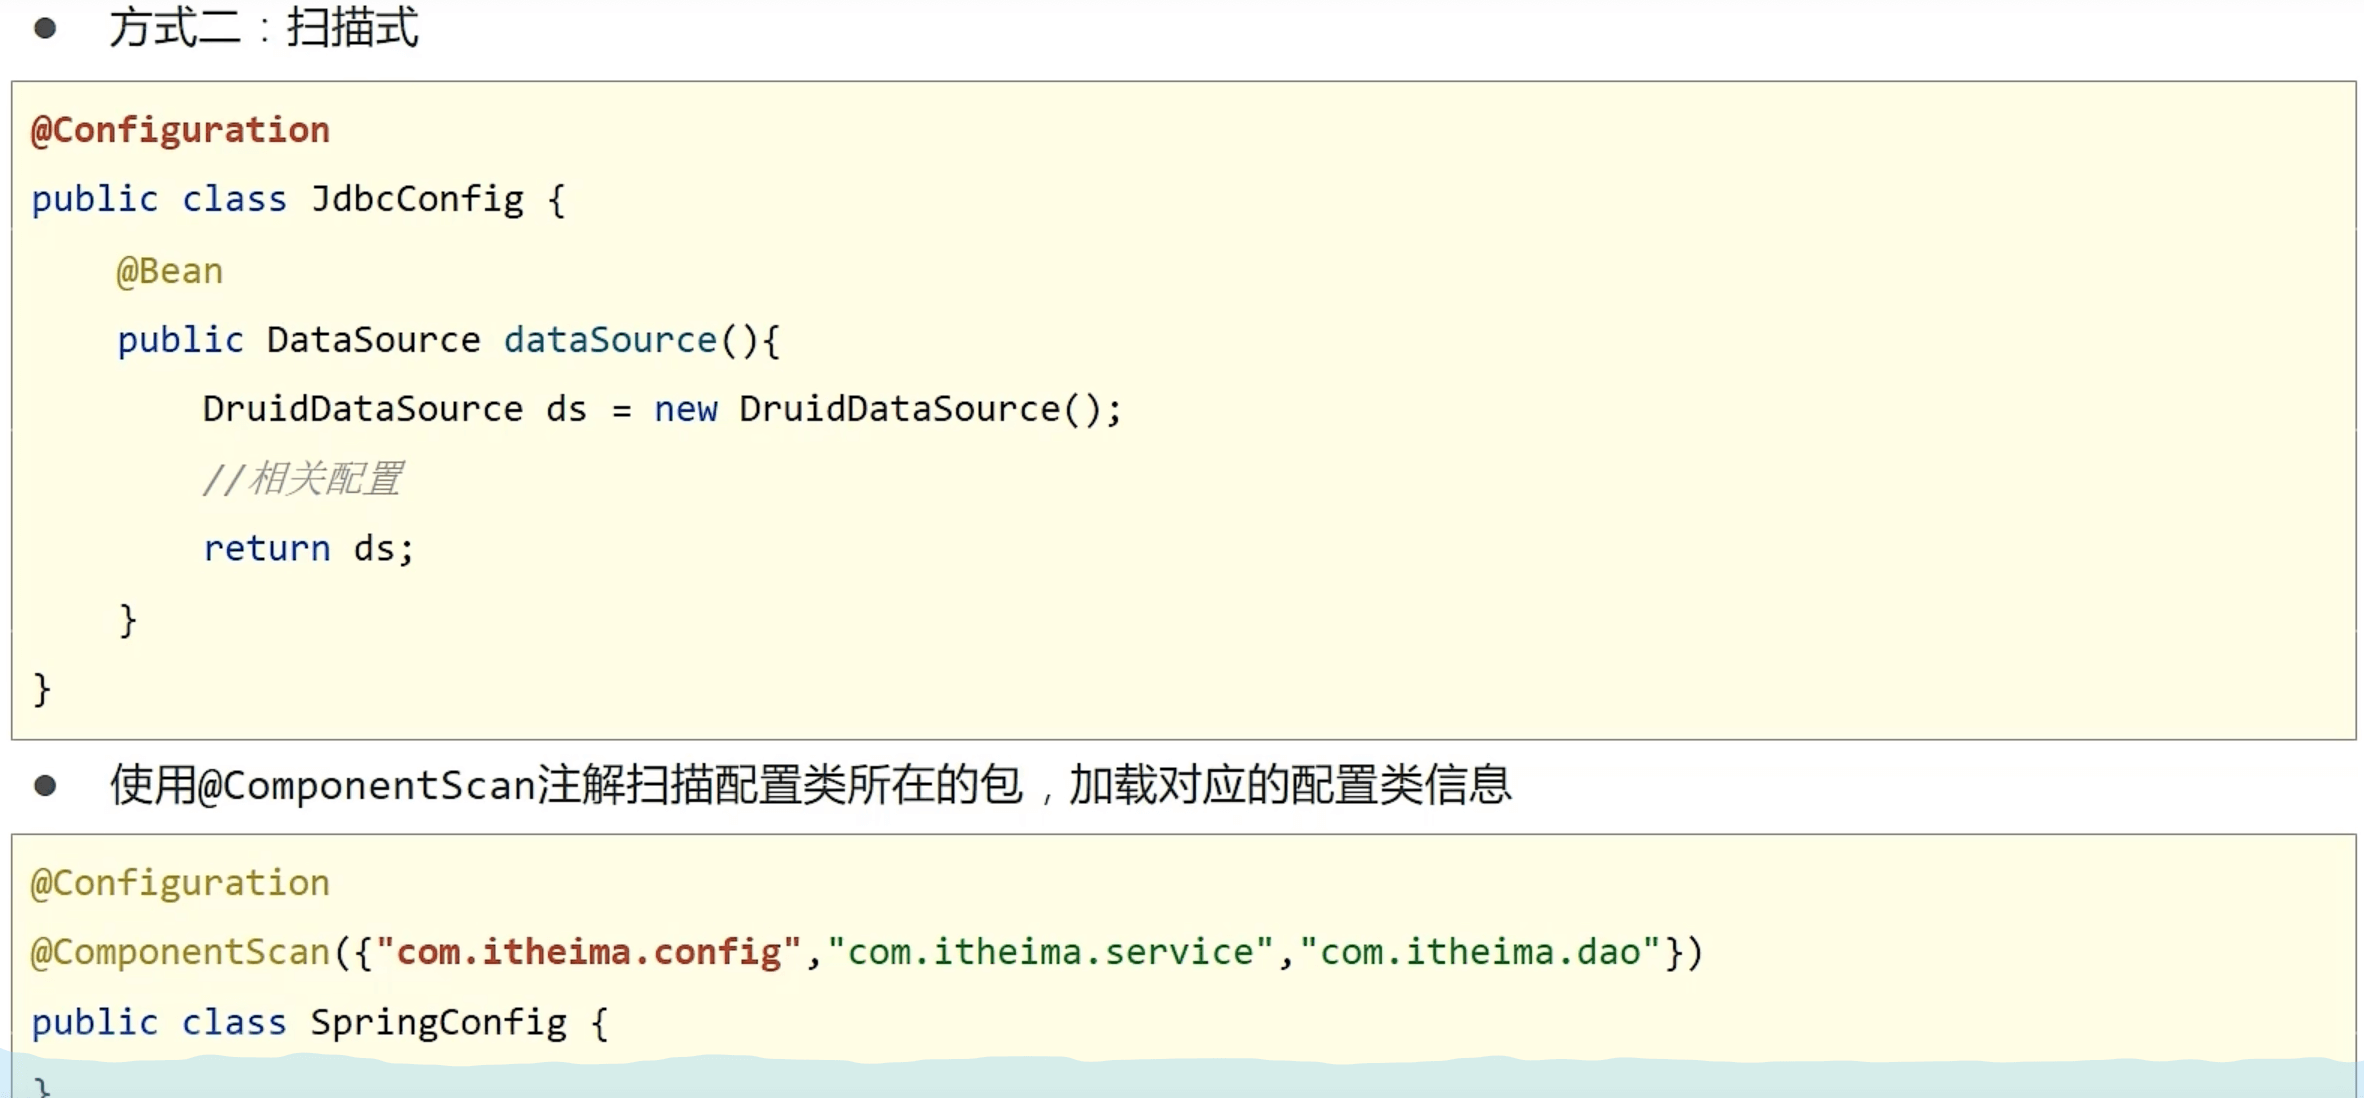 ● 方式二：扫描式
@Configuration
public class JdbcConfig {
@Bean
public DataSource dataSource(){
DruidDataSource ds = new DruidDataSource();
//相关配置
return ds;
}
}
● 使用@ComponentScan注解扫描配置类所在的包，加载对应的配置类信息
@Configuration
@ComponentScan({"com.itheima.config","com.itheima.service","com.itheima.dao"})
public class SpringConfig {
}